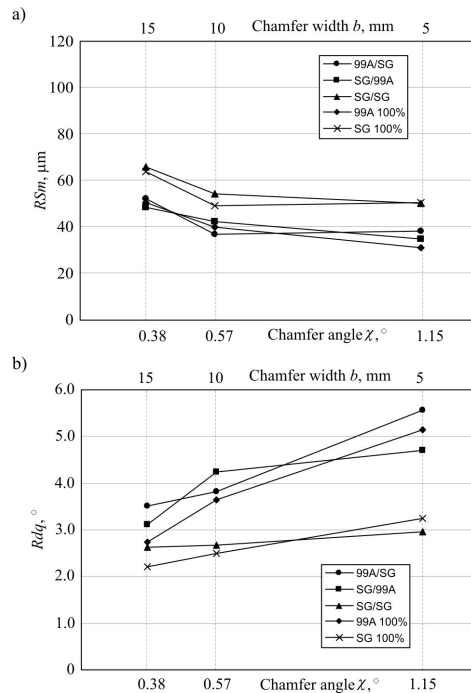 a)
Chamfer width b, mm
15 10 5
120
100
80
60
40
20
0
RSm, μm
99A/SG
SG/99A
SG/SG
99A 100%
SG 100%
0.38 0.57 1.15
Chamfer angle χ, °
b)
Chamfer width b, mm
15 10 5
6.0
5.0
4.0
3.0
2.0
1.0
0
Rdq, °
99A/SG
SG/99A
SG/SG
99A 100%
SG 100%
0.38 0.57 1.15
Chamfer angle χ, °